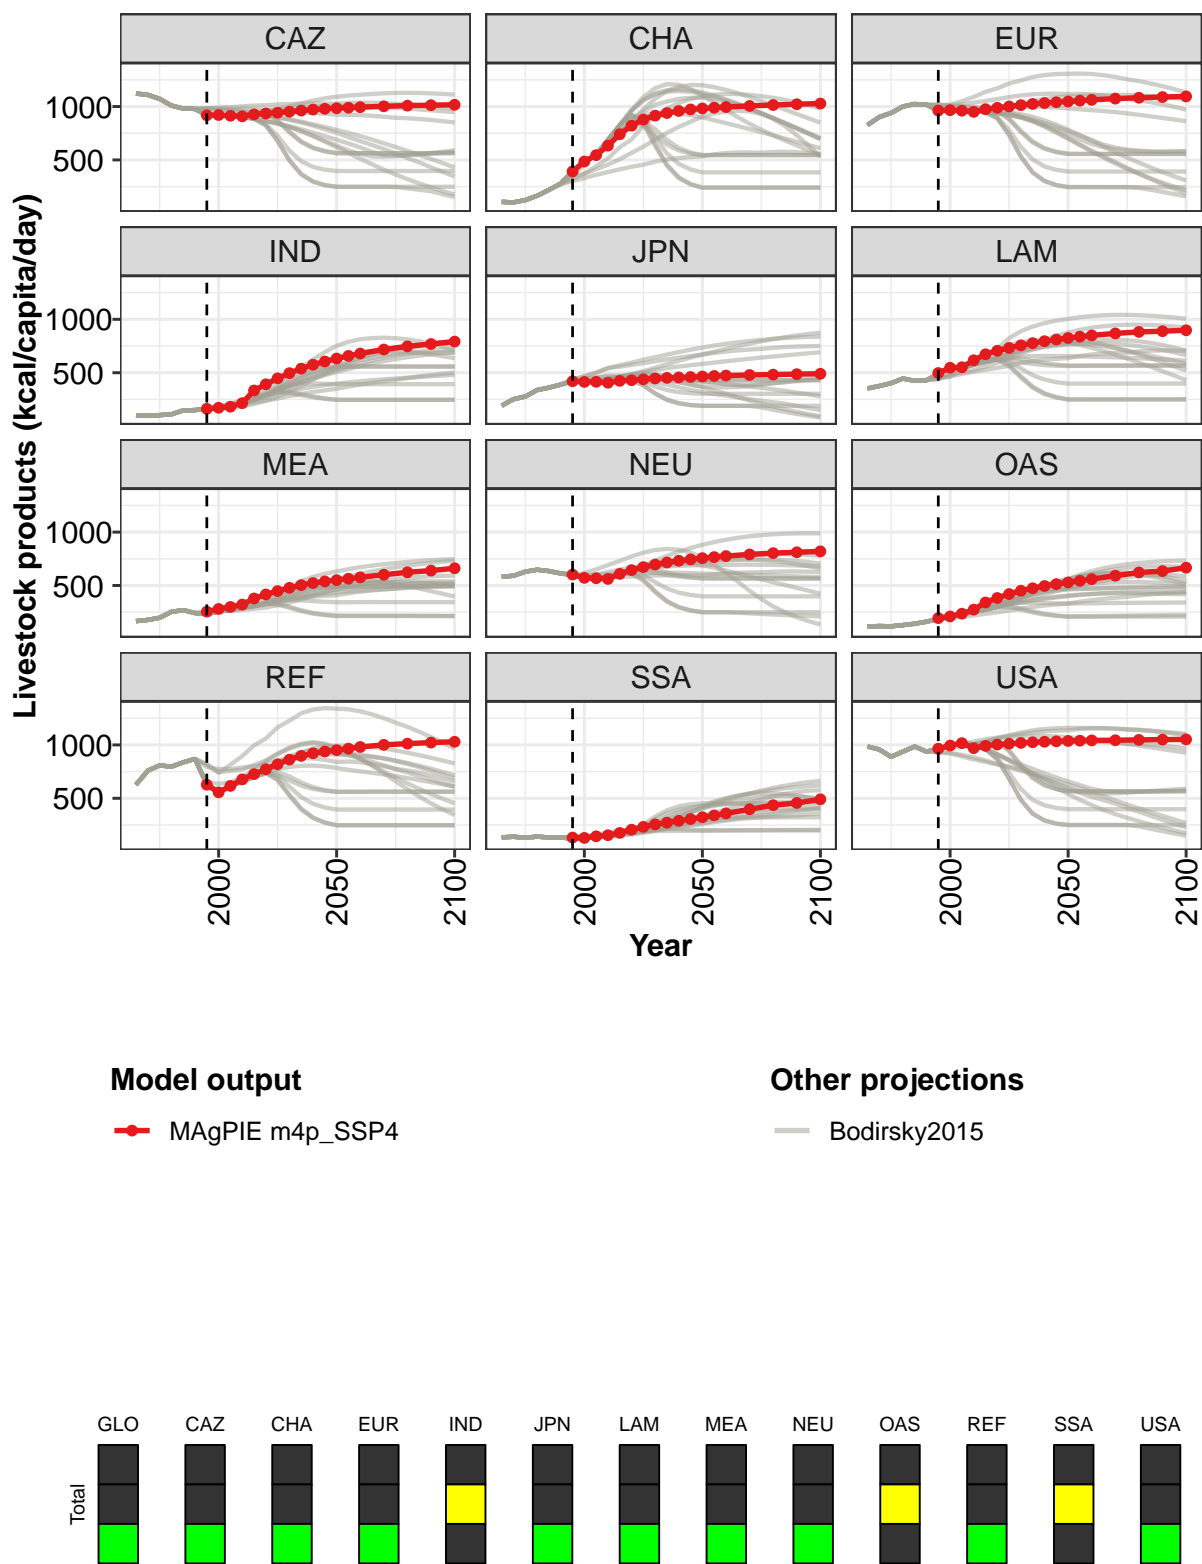 CAZ CHA EUR
1000
500
IND JPN LAM
1000
500
MEA NEU OAS
1000
500
REF SSA USA
1000
500
Livestock products (kcal/capita/day)
2000 2050 2100 2000 2050 2100 2000 2050 2100
Year
Model output Other projections
MAgPIE m4p_SSP4 Bodirsky2015
GLO CAZ CHA EUR IND JPN LAM MEA NEU OAS REF SSA USA
Total